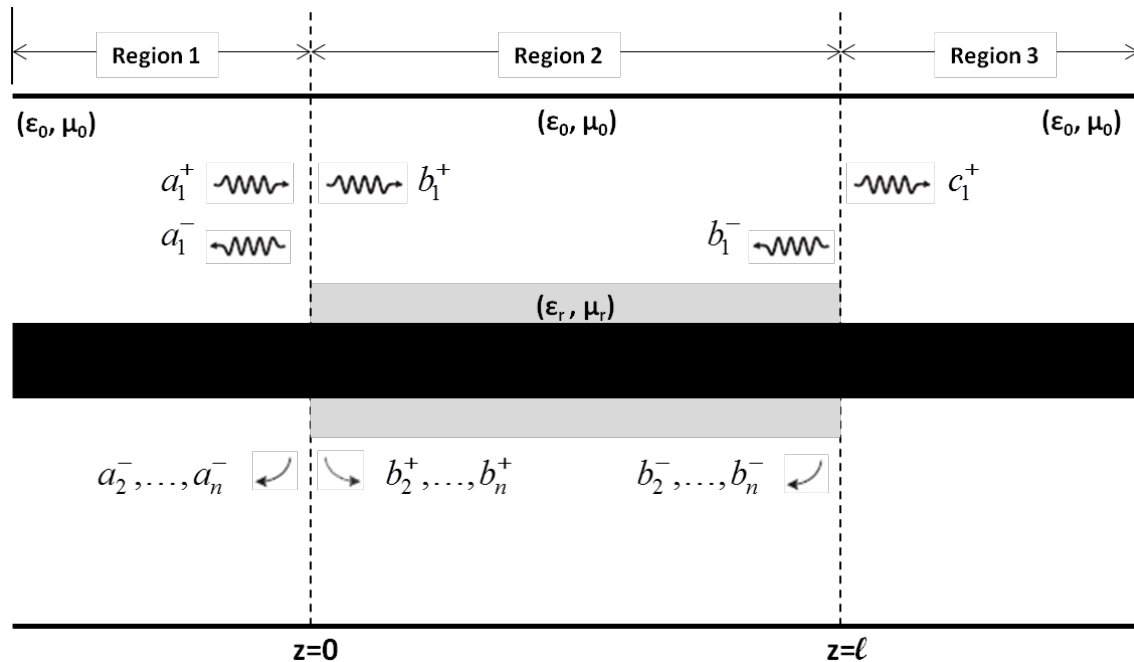 Region 1 Region 2 Region 3
(ε₀, μ₀) (ε₀, μ₀) (ε₀, μ₀)
a₁⁺ b₁⁺ c₁⁺
a₁⁻ b₁⁻
(εᵣ, μᵣ)
a₂⁻,…,aₙ⁻ b₂⁺,…,bₙ⁺ b₂⁻,…,bₙ⁻
z=0 z=ℓ